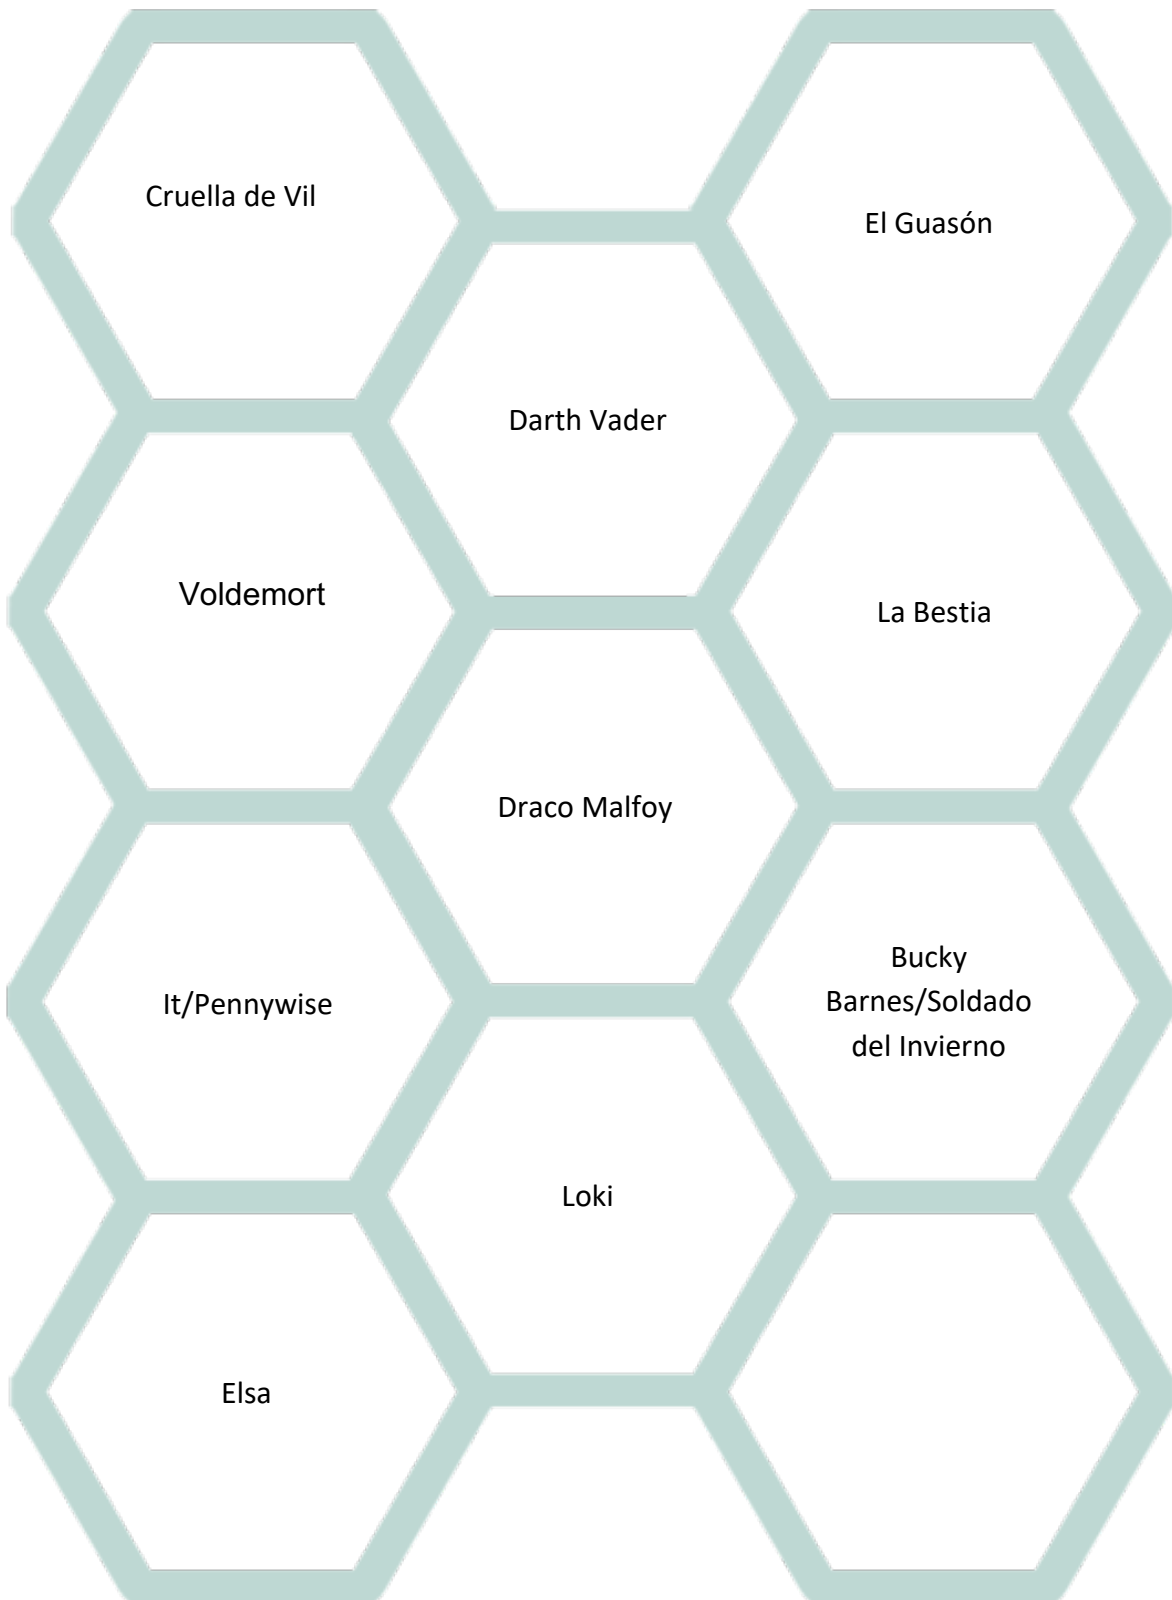 Cruella de Vil
El Guasón
Darth Vader
Voldemort
La Bestia
Draco Malfoy
It/Pennywise
Bucky
Barnes/Soldado
del Invierno
Loki
Elsa